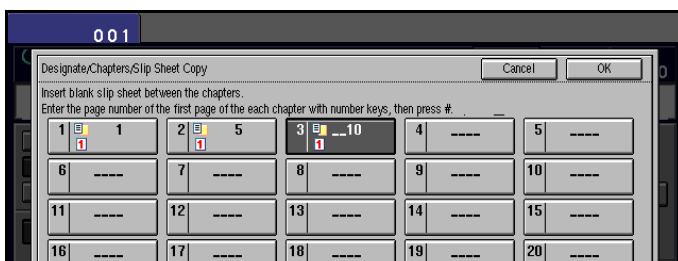 001
Designate/Chapters/Slip Sheet Copy Cancel OK
Insert blank slip sheet between the chapters.
Enter the page number of the first page of the each chapter with number keys, then press #.
1 1 2 5 3 __10 4 ---- 5 ----
1 1 1
6 ---- 7 ---- 8 ---- 9 ---- 10 ----
11 ---- 12 ---- 13 ---- 14 ---- 15 ----
16 ---- 17 ---- 18 ---- 19 ---- 20 ----